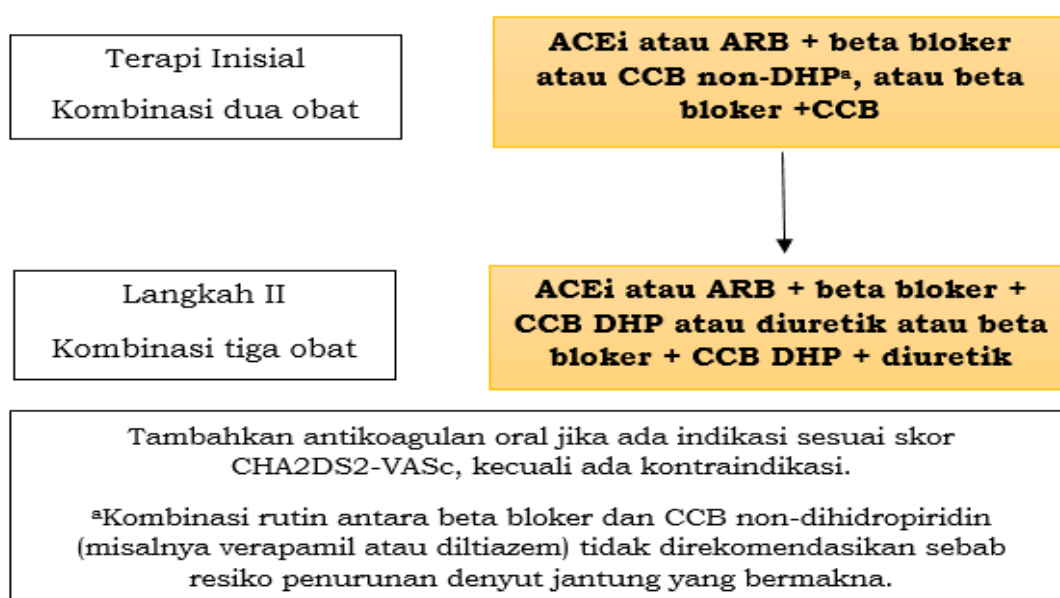 Terapi Inisial
Kombinasi dua obat
ACEi atau ARB + beta bloker
atau CCB non-DHPᵃ, atau beta
bloker +CCB
Langkah II
Kombinasi tiga obat
ACEi atau ARB + beta bloker +
CCB DHP atau diuretik atau beta
bloker + CCB DHP + diuretik
Tambahkan antikoagulan oral jika ada indikasi sesuai skor
CHA2DS2-VASc, kecuali ada kontraindikasi.
ᵃKombinasi rutin antara beta bloker dan CCB non-dihidropiridin
(misalnya verapamil atau diltiazem) tidak direkomendasikan sebab
resiko penurunan denyut jantung yang bermakna.